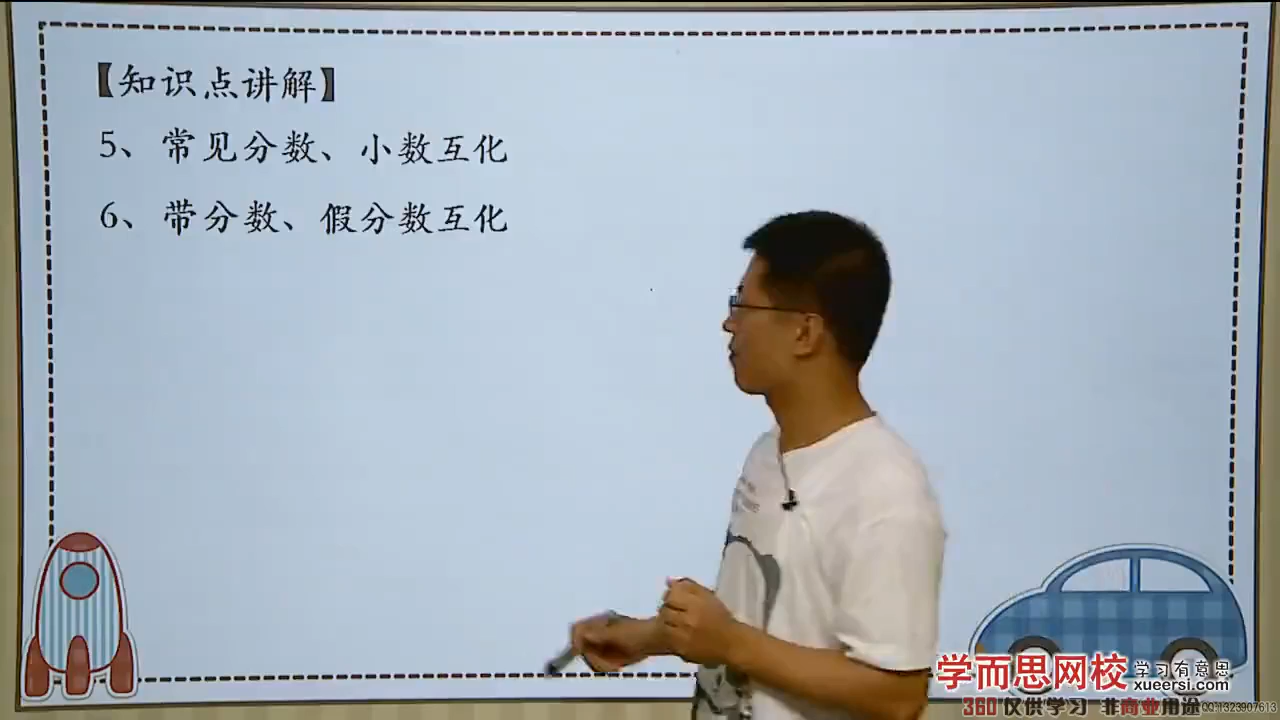 【知识点讲解】
5、常见分数、小数互化
6、带分数、假分数互化
学而思网校
学习有意思
xueersi.com
360 仅供学习 非商业用途 QQ:1323907613